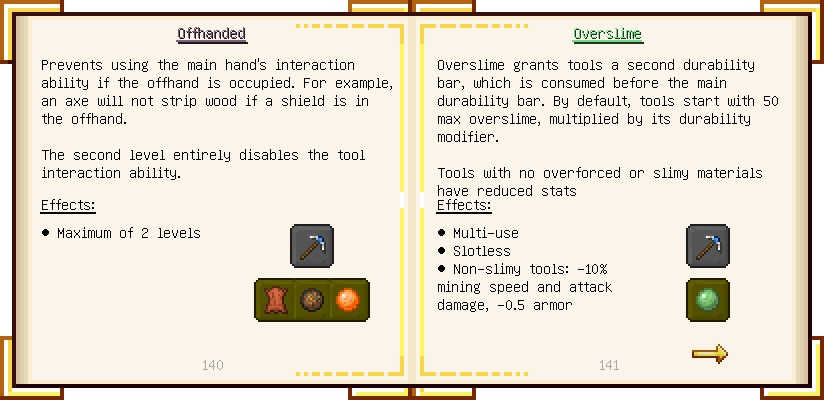 Offhanded
Prevents using the main hand's interaction
ability if the offhand is occupied. For example,
an axe will not strip wood if a shield is in
the offhand.
The second level entirely disables the tool
interaction ability.
Effects:
• Maximum of 2 levels
140
Overslime
Overslime grants tools a second durability
bar, which is consumed before the main
durability bar. By default, tools start with 50
max overslime, multiplied by its durability
modifier.
Tools with no overforced or slimy materials
have reduced stats
Effects:
• Multi-use
• Slotless
• Non-slimy tools: -10%
mining speed and attack
damage, -0.5 armor
141